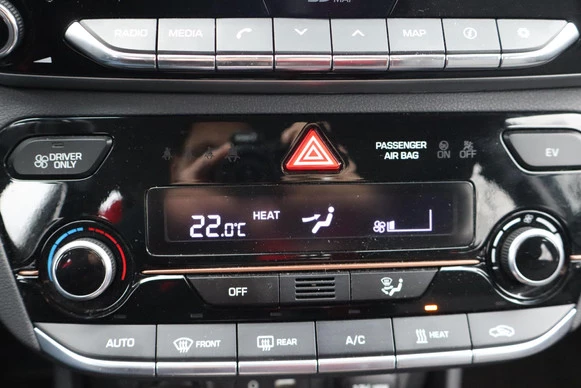 RADIO MEDIA MAP
DRIVER ONLY
PASSENGER AIR BAG ON OFF
EV
22.0°C HEAT
OFF
AUTO FRONT REAR A/C HEAT